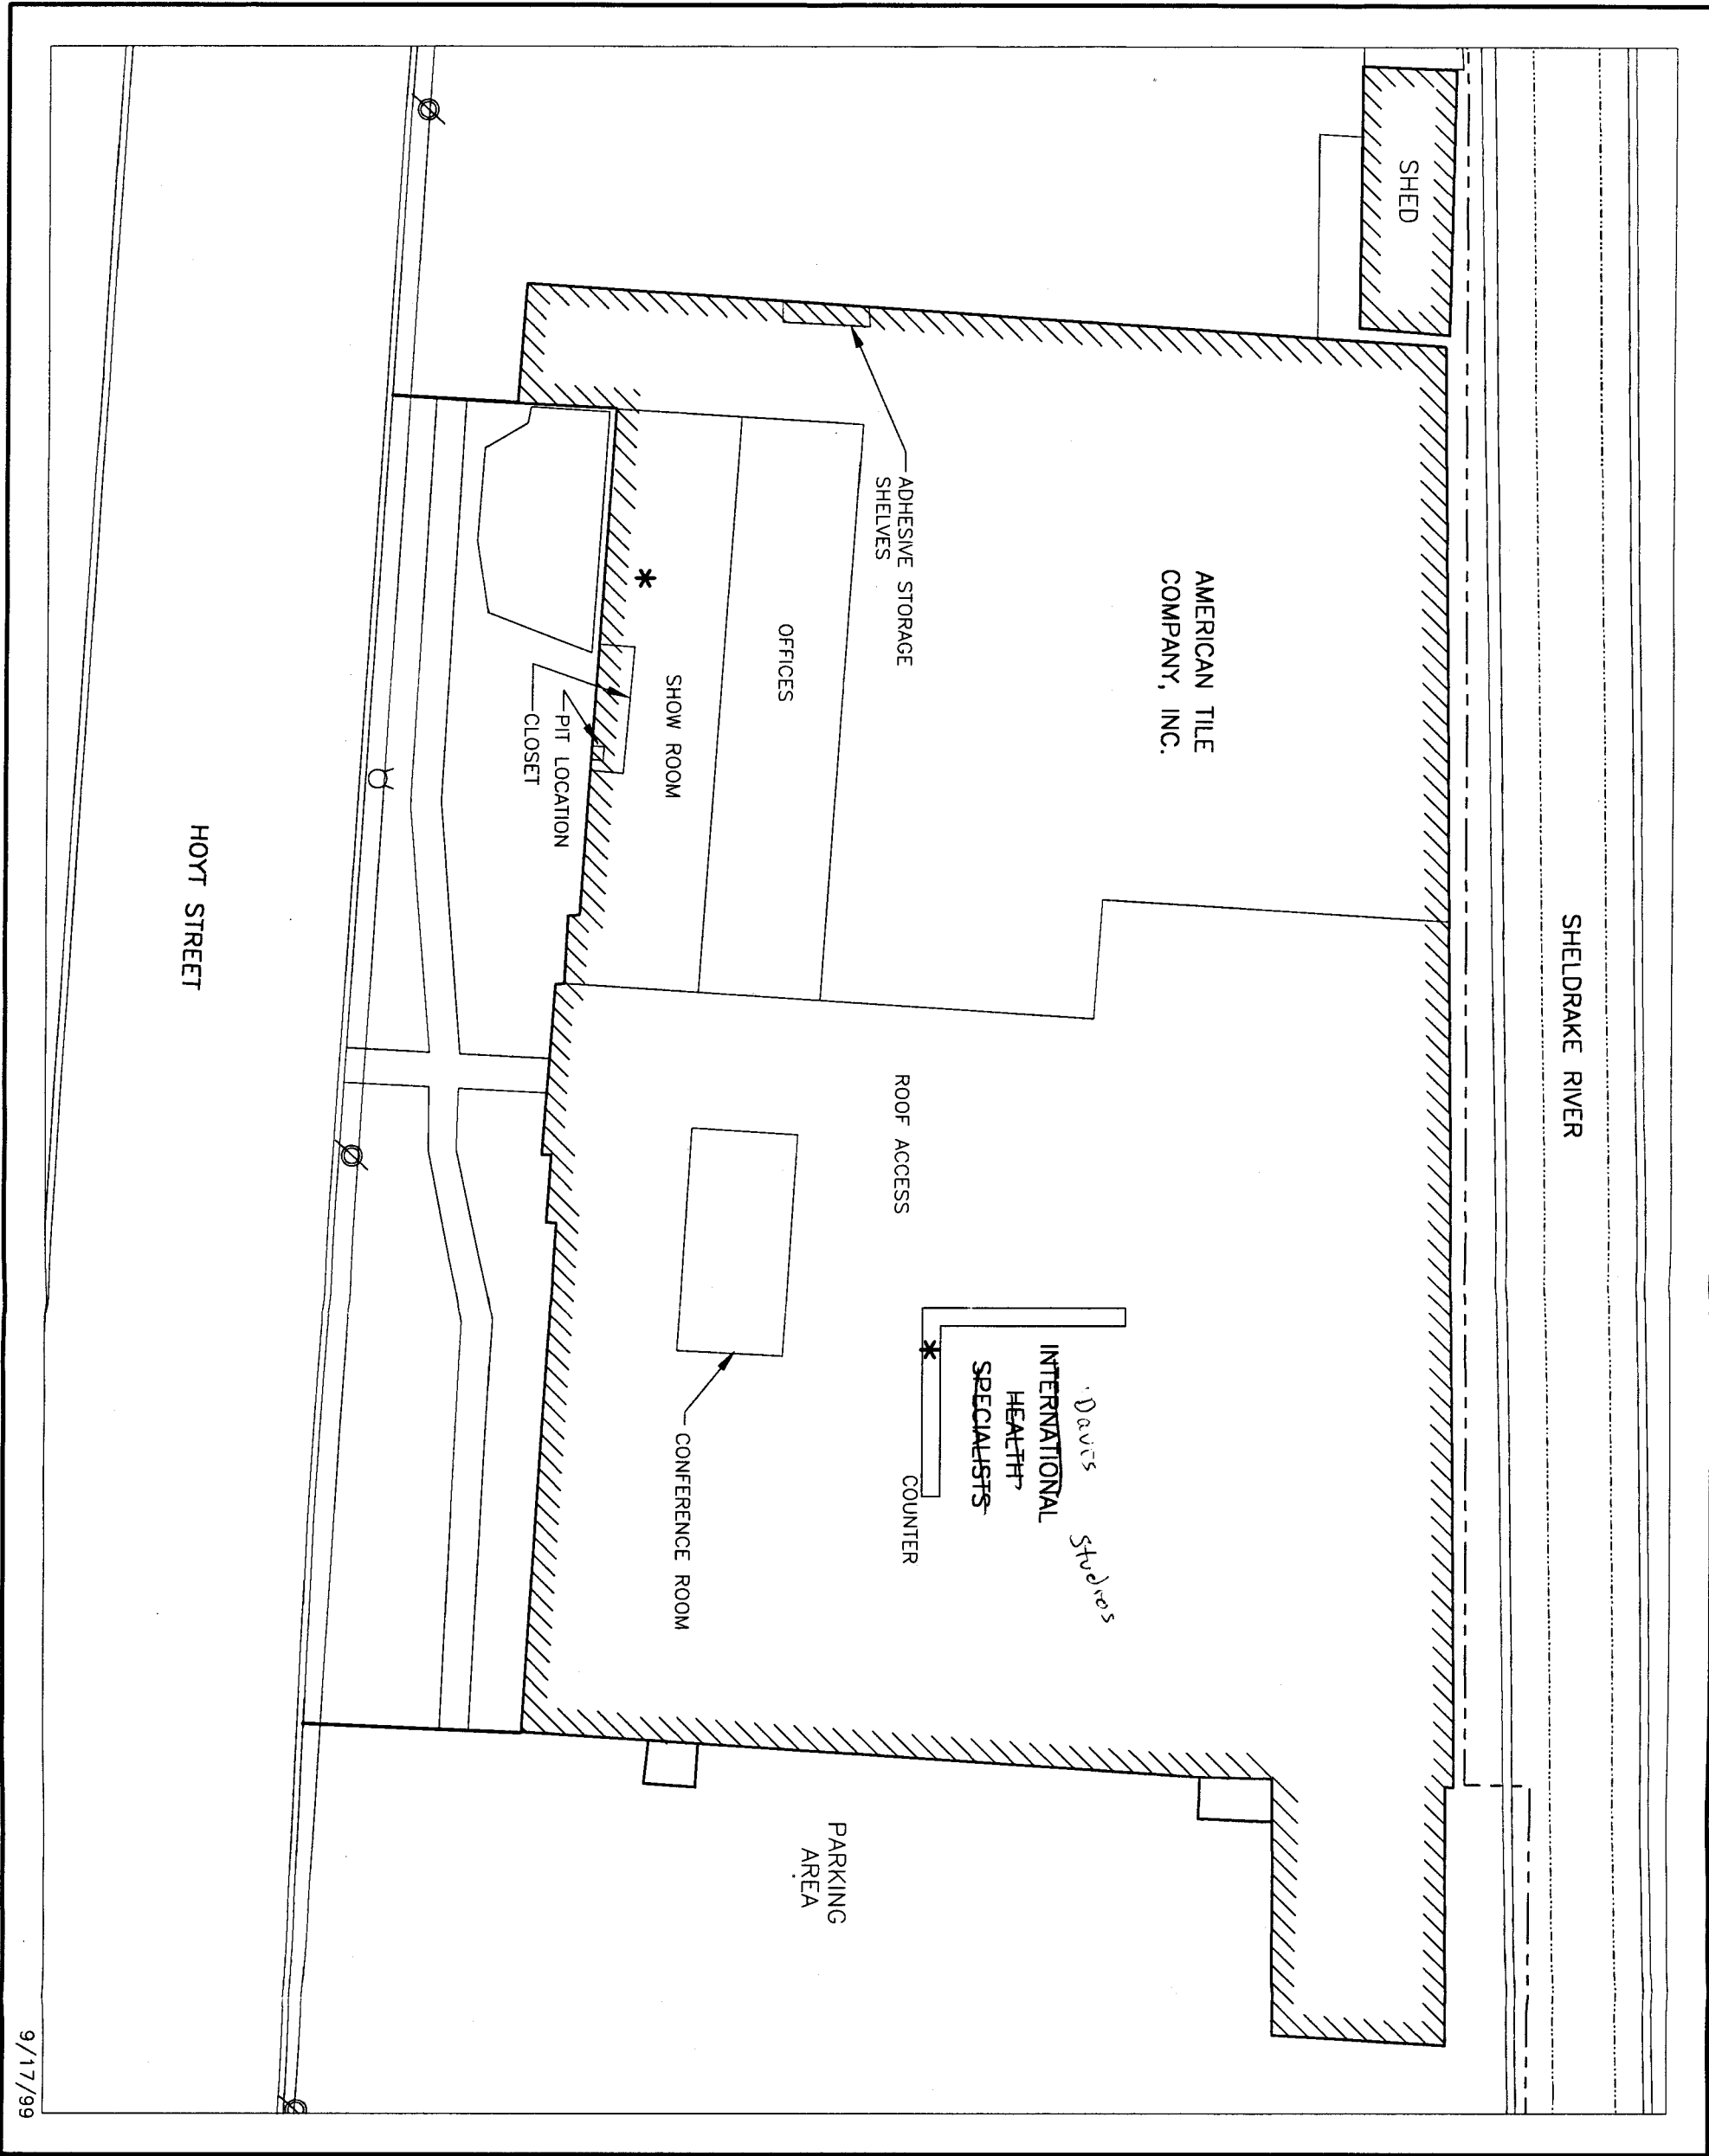 SHELDRAKE RIVER
SHED
AMERICAN TILE
COMPANY, INC.
ADHESIVE STORAGE
SHELVES
OFFICES
SHOW ROOM
PIT LOCATION
CLOSET
ROOF ACCESS
Davis Studios
INTERNATIONAL
HEALTH
SPECIALISTS
COUNTER
CONFERENCE ROOM
PARKING
AREA
HOYT STREET
9/17/99